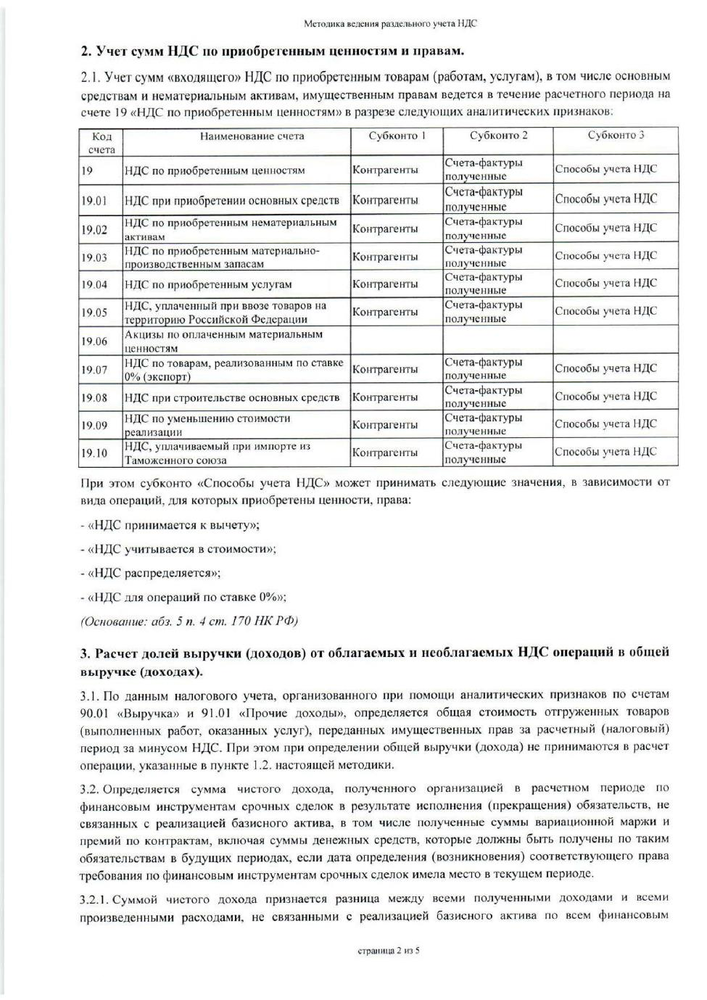 Методика ведения раздельного учета НДС
2. Учет сумм НДС по приобретенным ценностям и правам.
2.1. Учет сумм «входящего» НДС по приобретенным товарам (работам, услугам), в том числе основным
средствам и нематериальным активам, имущественным правам ведется в течение расчетного периода на
счете 19 «НДС по приобретенным ценностям» в разрезе следующих аналитических признаков:
Код счета Наименование счета Субконто 1 Субконто 2 Субконто 3
19 НДС по приобретенным ценностям Контрагенты Счета-фактуры полученные Способы учета НДС
19.01 НДС при приобретении основных средств Контрагенты Счета-фактуры полученные Способы учета НДС
19.02 НДС по приобретенным нематериальным активам Контрагенты Счета-фактуры полученные Способы учета НДС
19.03 НДС по приобретенным материально-производственным запасам Контрагенты Счета-фактуры полученные Способы учета НДС
19.04 НДС по приобретенным услугам Контрагенты Счета-фактуры полученные Способы учета НДС
19.05 НДС, уплаченный при ввозе товаров на территорию Российской Федерации Контрагенты Счета-фактуры полученные Способы учета НДС
19.06 Акцизы по оплаченным материальным ценностям
19.07 НДС по товарам, реализованным по ставке 0% (экспорт) Контрагенты Счета-фактуры полученные Способы учета НДС
19.08 НДС при строительстве основных средств Контрагенты Счета-фактуры полученные Способы учета НДС
19.09 НДС по уменьшению стоимости реализации Контрагенты Счета-фактуры полученные Способы учета НДС
19.10 НДС, уплачиваемый при импорте из Таможенного союза Контрагенты Счета-фактуры полученные Способы учета НДС
При этом субконто «Способы учета НДС» может принимать следующие значения, в зависимости от
вида операций, для которых приобретены ценности, права:
- «НДС принимается к вычету»;
- «НДС учитывается в стоимости»;
- «НДС распределяется»;
- «НДС для операций по ставке 0%»;
(Основание: абз. 5 п. 4 ст. 170 НК РФ)
3. Расчет долей выручки (доходов) от облагаемых и необлагаемых НДС операций в общей
выручке (доходах).
3.1. По данным налогового учета, организованного при помощи аналитических признаков по счетам
90.01 «Выручка» и 91.01 «Прочие доходы», определяется общая стоимость отгруженных товаров
(выполненных работ, оказанных услуг), переданных имущественных прав за расчетный (налоговый)
период за минусом НДС. При этом при определении общей выручки (дохода) не принимаются в расчет
операции, указанные в пункте 1.2. настоящей методики.
3.2. Определяется сумма чистого дохода, полученного организацией в расчетном периоде по
финансовым инструментам срочных сделок в результате исполнения (прекращения) обязательств, не
связанных с реализацией базисного актива, в том числе полученные суммы вариационной маржи и
премий по контрактам, включая суммы денежных средств, которые должны быть получены по таким
обязательствам в будущих периодах, если дата определения (возникновения) соответствующего права
требования по финансовым инструментам срочных сделок имела место в текущем периоде.
3.2.1. Суммой чистого дохода признается разница между всеми полученными доходами и всеми
произведенными расходами, не связанными с реализацией базисного актива по всем финансовым
страница 2 из 5